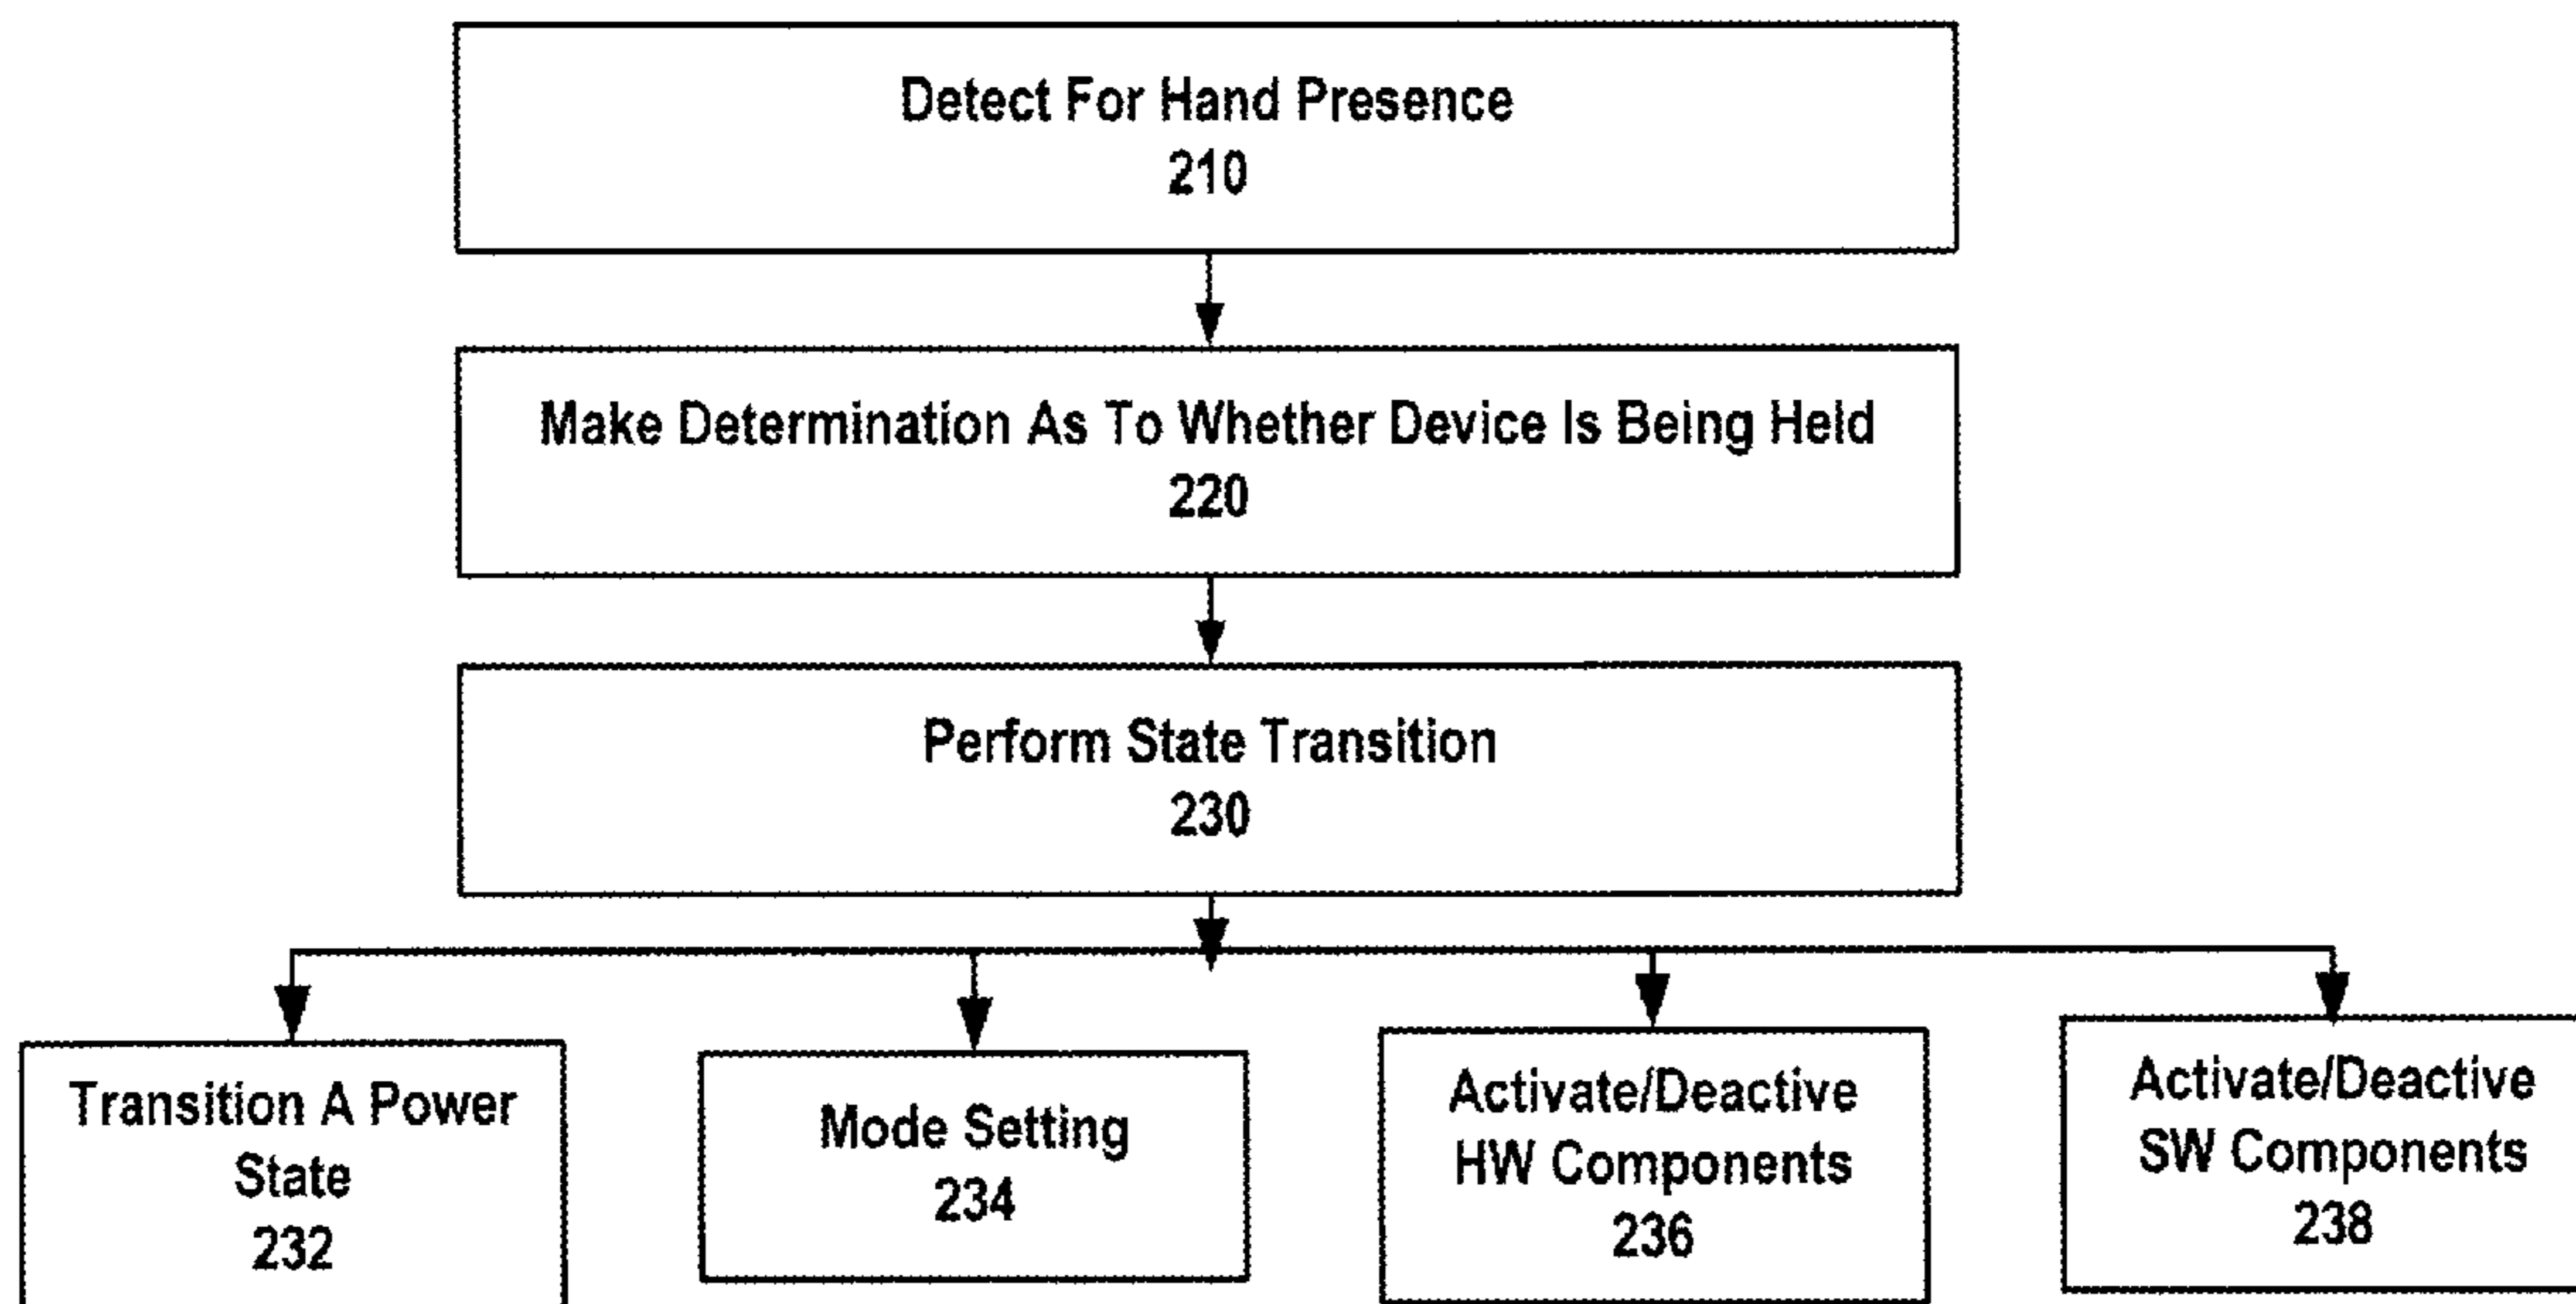 Detect For Hand Presence
210
Make Determination As To Whether Device Is Being Held
220
Perform State Transition
230
Transition A Power
State
232
Mode Setting
234
Activate/Deactive
HW Components
236
Activate/Deactive
SW Components
238